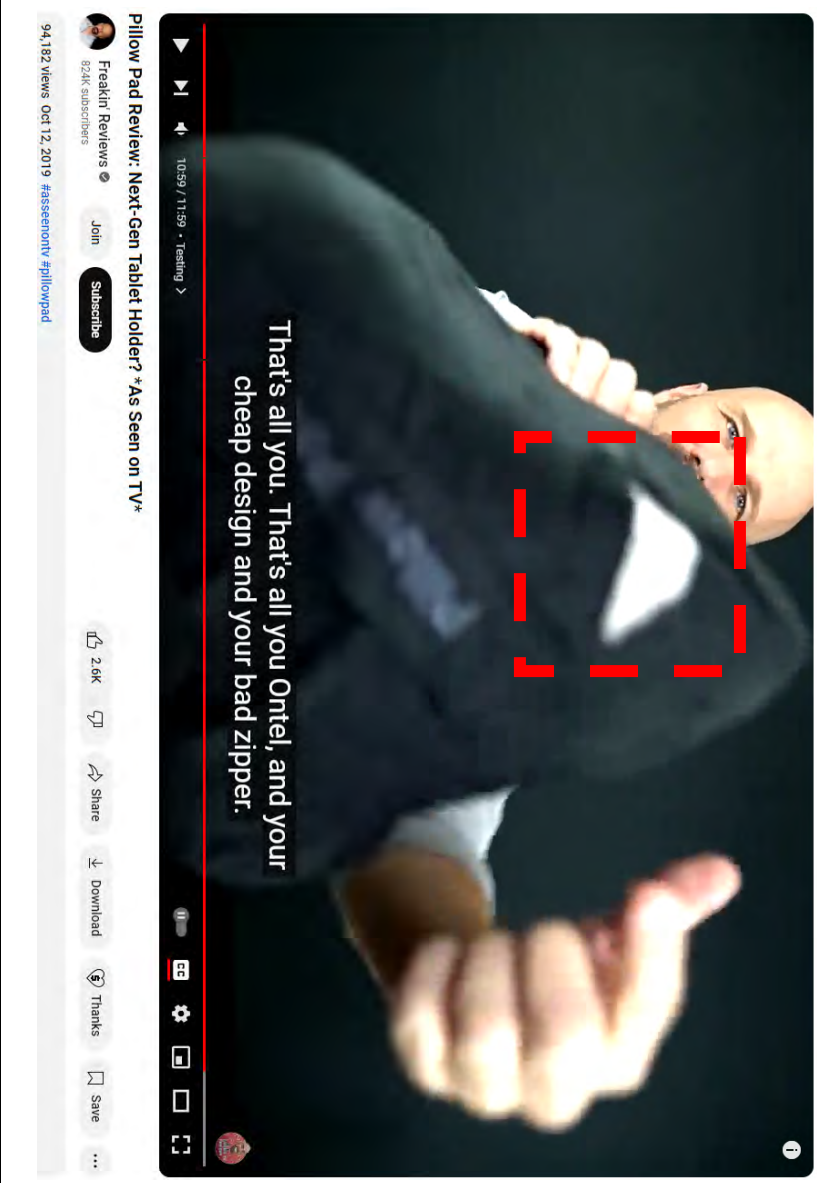 That's all you. That's all you Ontel, and your
cheap design and your bad zipper.
10:59 / 11:59 • Testing >
Pillow Pad Review: Next-Gen Tablet Holder? *As Seen on TV*
Freakin' Reviews
824K subscribers
Join
Subscribe
2.6K
Share
Download
Thanks
Save
94,182 views Oct 12, 2019 #asseenontv #pillowpad